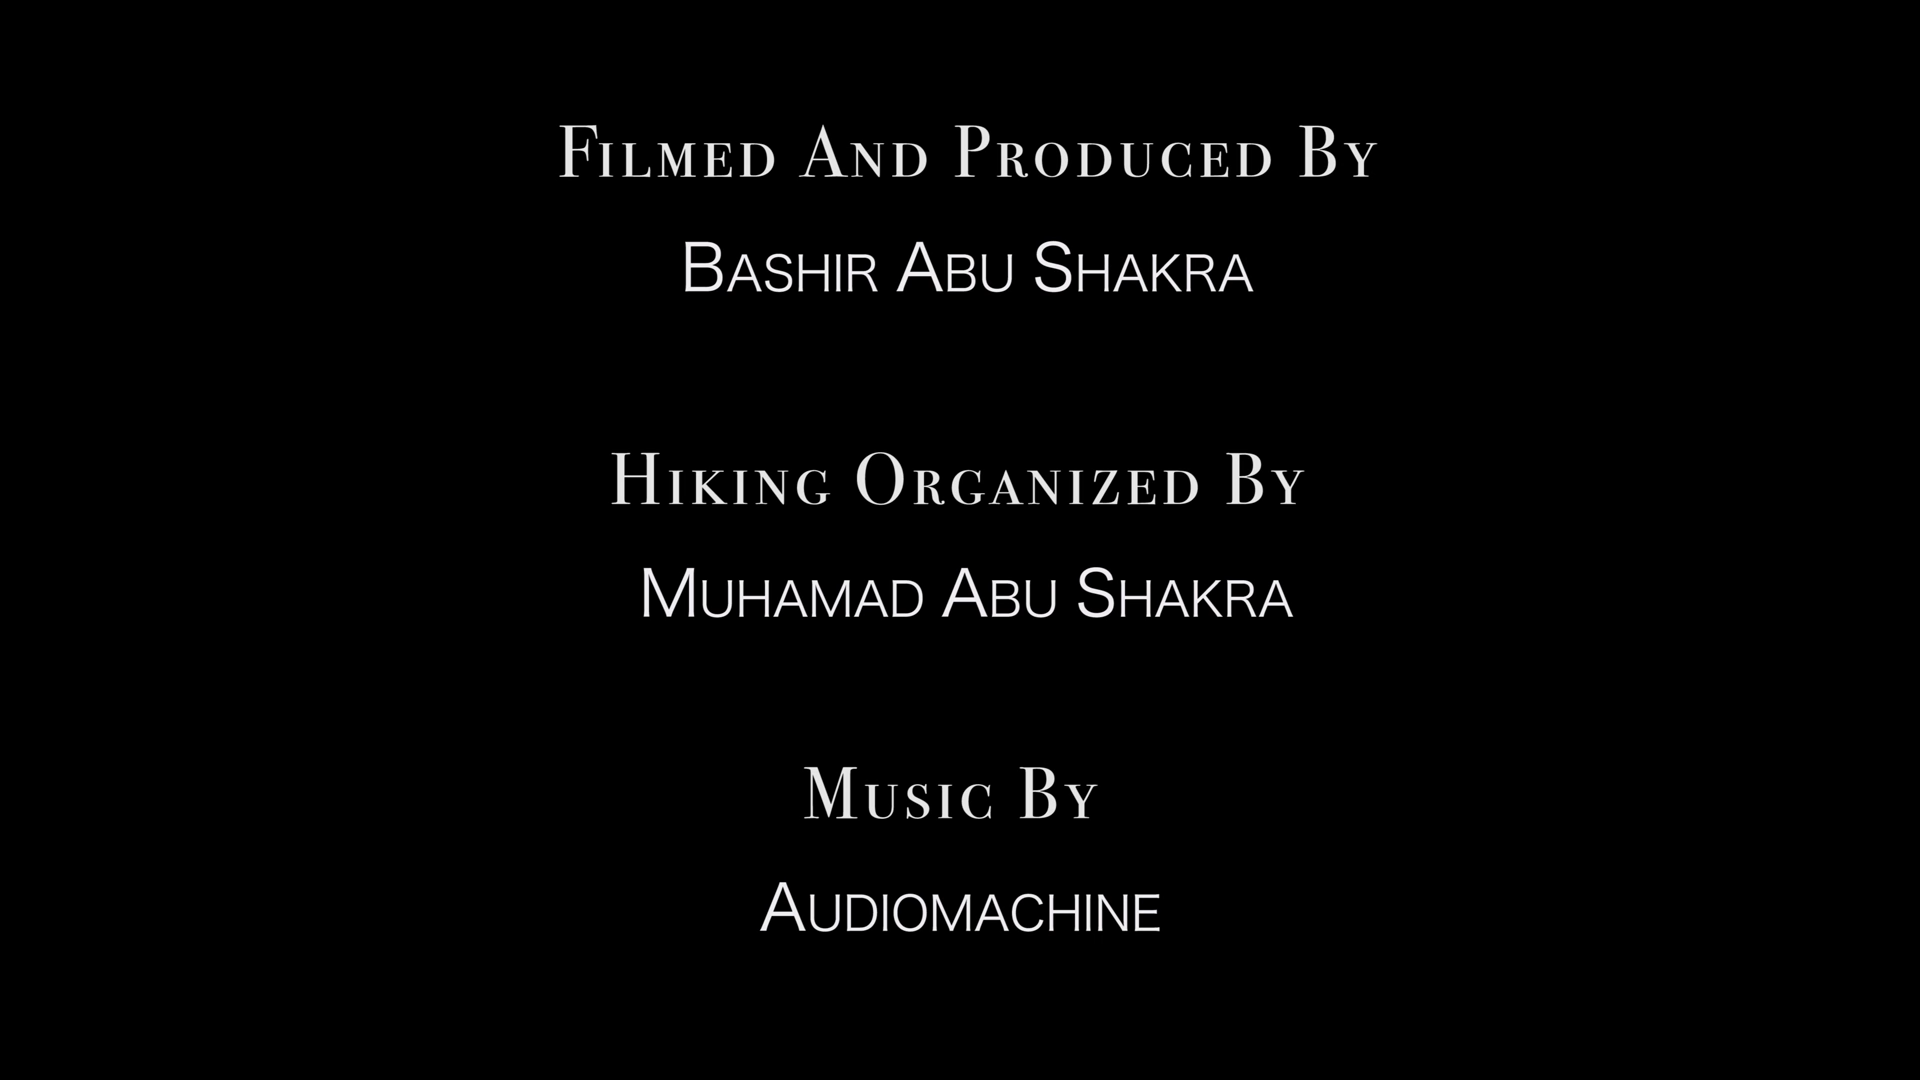 Filmed And Produced By
Bashir Abu Shakra
Hiking Organized By
Muhamad Abu Shakra
Music By
Audiomachine